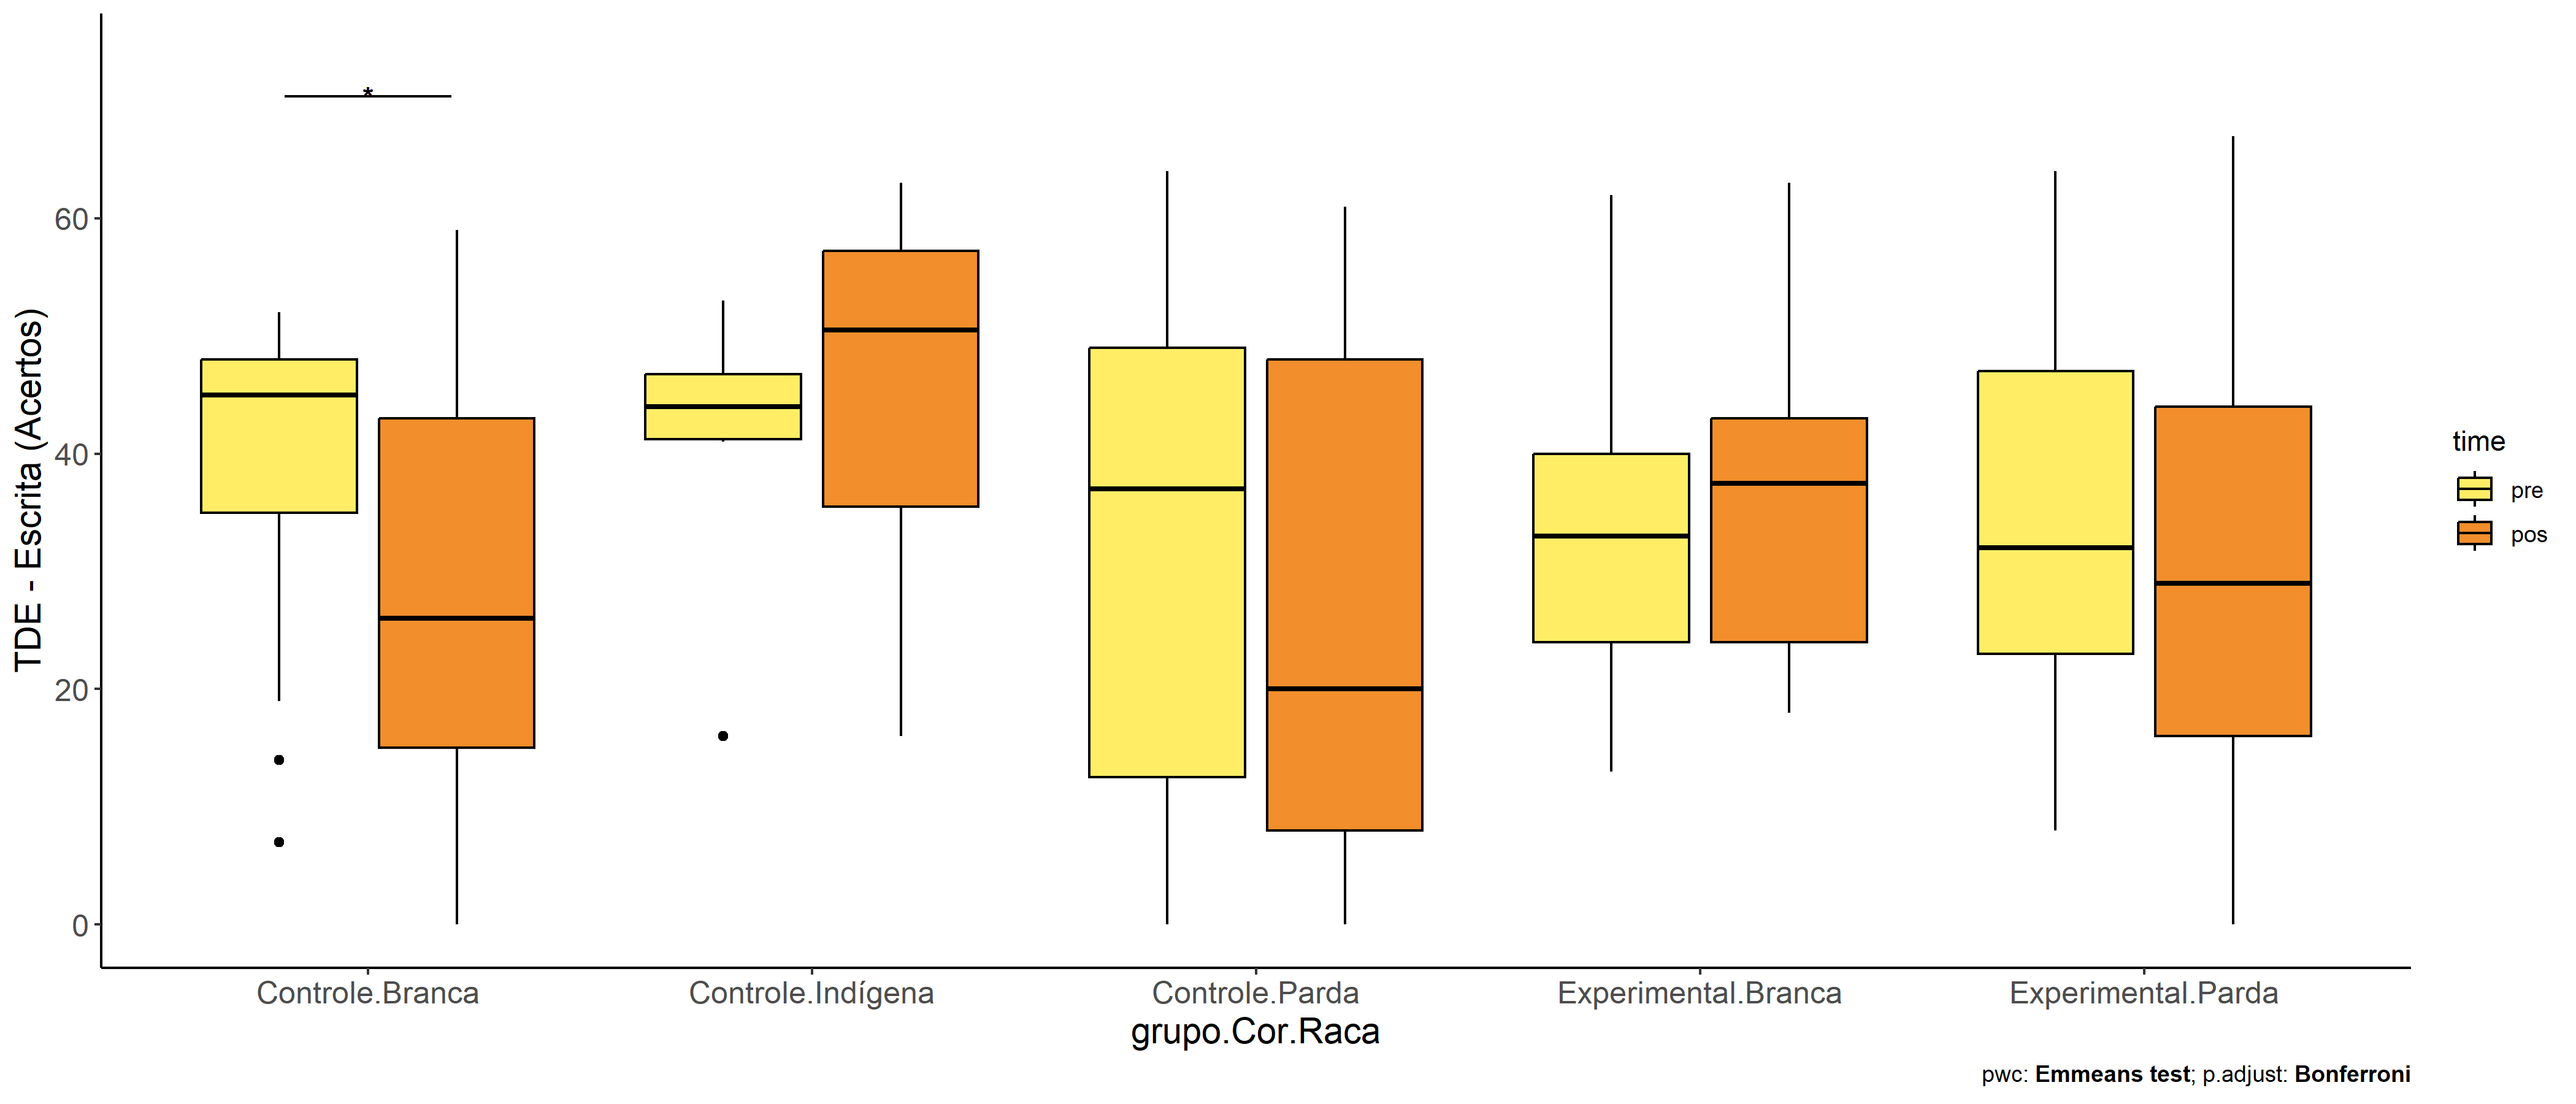 *
TDE - Escrita (Acertos)
60
40
20
0
Controle.Branca
Controle.Indígena
Controle.Parda
Experimental.Branca
Experimental.Parda
grupo.Cor.Raca
time
pre
pos
pwc: Emmeans test; p.adjust: Bonferroni